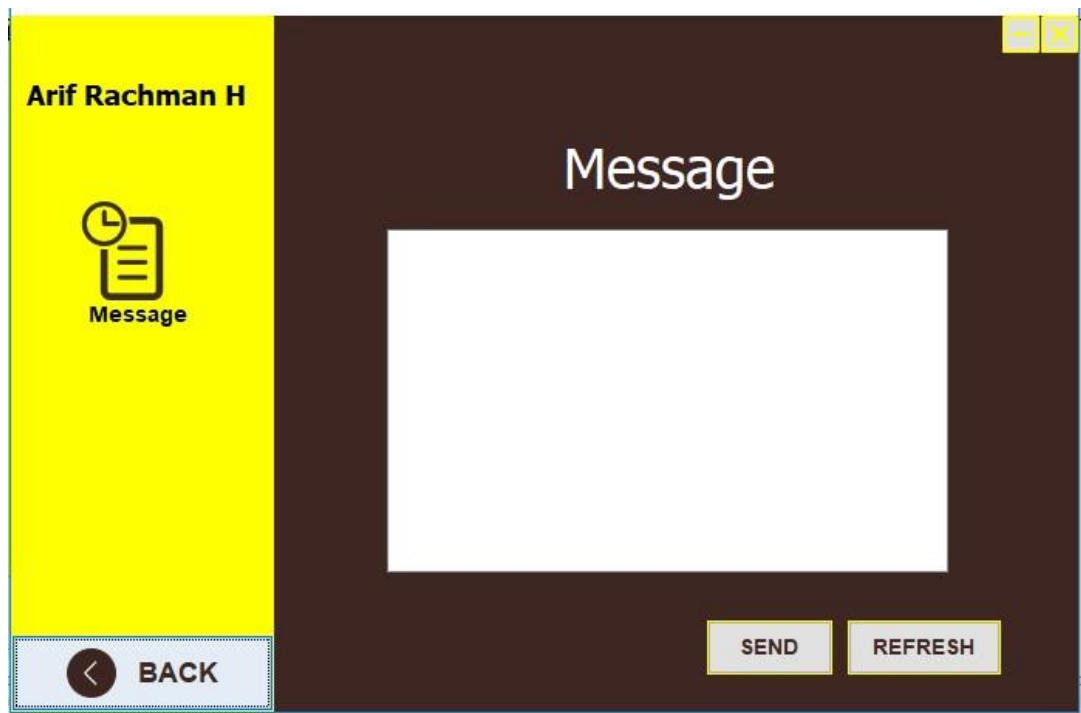 Arif Rachman H
Message
BACK
Message
SEND
REFRESH